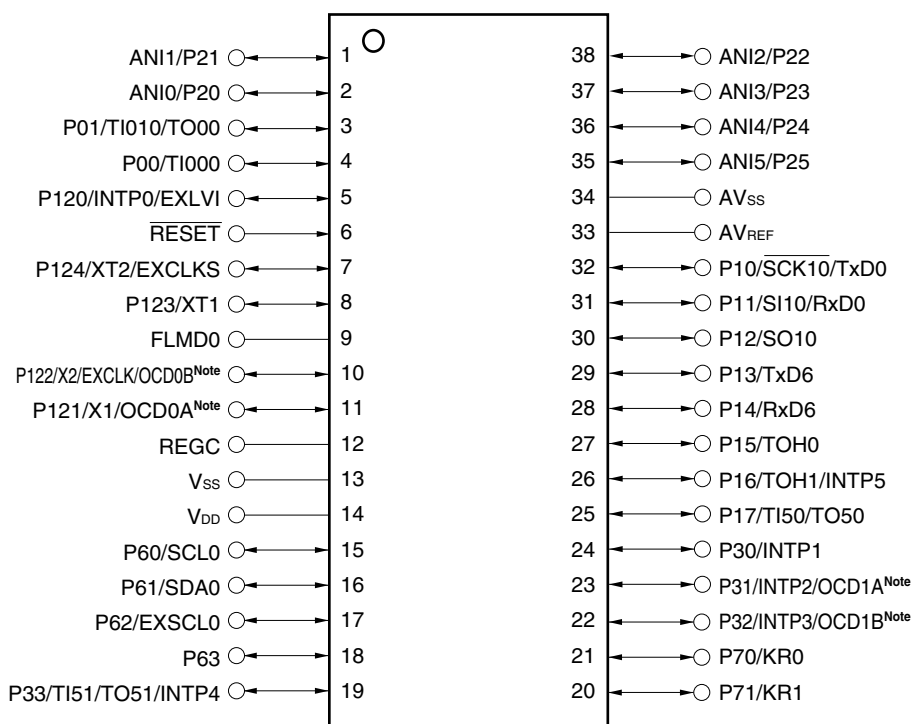 ANI1/P21 1 38 ANI2/P22
ANI0/P20 2 37 ANI3/P23
P01/TI010/TO00 3 36 ANI4/P24
P00/TI000 4 35 ANI5/P25
P120/INTP0/EXLVI 5 34 AVSS
RESET 6 33 AVREF
P124/XT2/EXCLKS 7 32 P10/SCK10/TxD0
P123/XT1 8 31 P11/SI10/RxD0
FLMD0 9 30 P12/SO10
P122/X2/EXCLK/OCD0BNote 10 29 P13/TxD6
P121/X1/OCD0ANote 11 28 P14/RxD6
REGC 12 27 P15/TOH0
VSS 13 26 P16/TOH1/INTP5
VDD 14 25 P17/TI50/TO50
P60/SCL0 15 24 P30/INTP1
P61/SDA0 16 23 P31/INTP2/OCD1ANote
P62/EXSCL0 17 22 P32/INTP3/OCD1BNote
P63 18 21 P70/KR0
P33/TI51/TO51/INTP4 19 20 P71/KR1